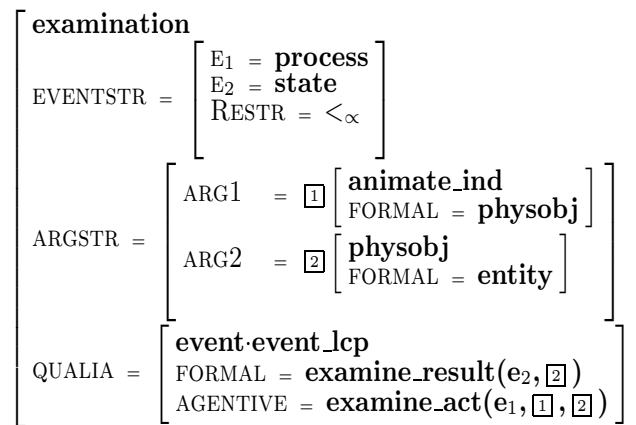 examination
EVENTSTR = E₁ = process
E₂ = state
RESTR = <∝
ARGSTR = ARG1 = 1 animate_ind
FORMAL = physobj
ARG2 = 2 physobj
FORMAL = entity
QUALIA = event·event_lcp
FORMAL = examine_result(e₂, 2)
AGENTIVE = examine_act(e₁, 1, 2)